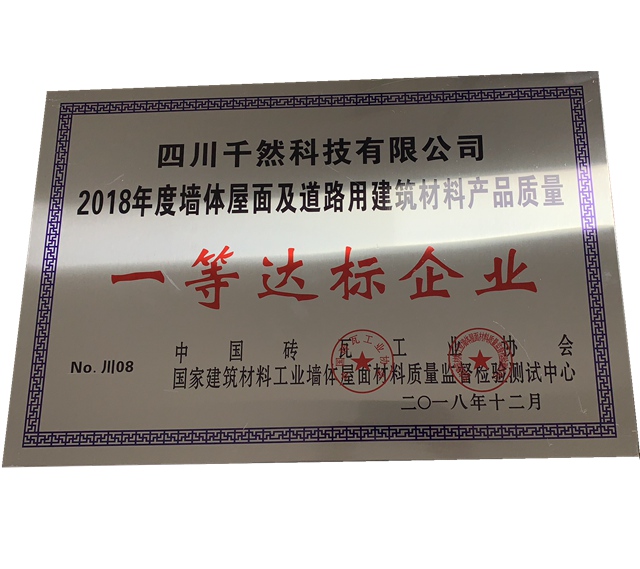 四川千然科技有限公司
2018年度墙体屋面及道路用建筑材料产品质量
一等达标企业
No. 川08
中国砖瓦工业协会
国家建筑材料工业墙体屋面材料质量监督检验测试中心
二〇一八年十二月